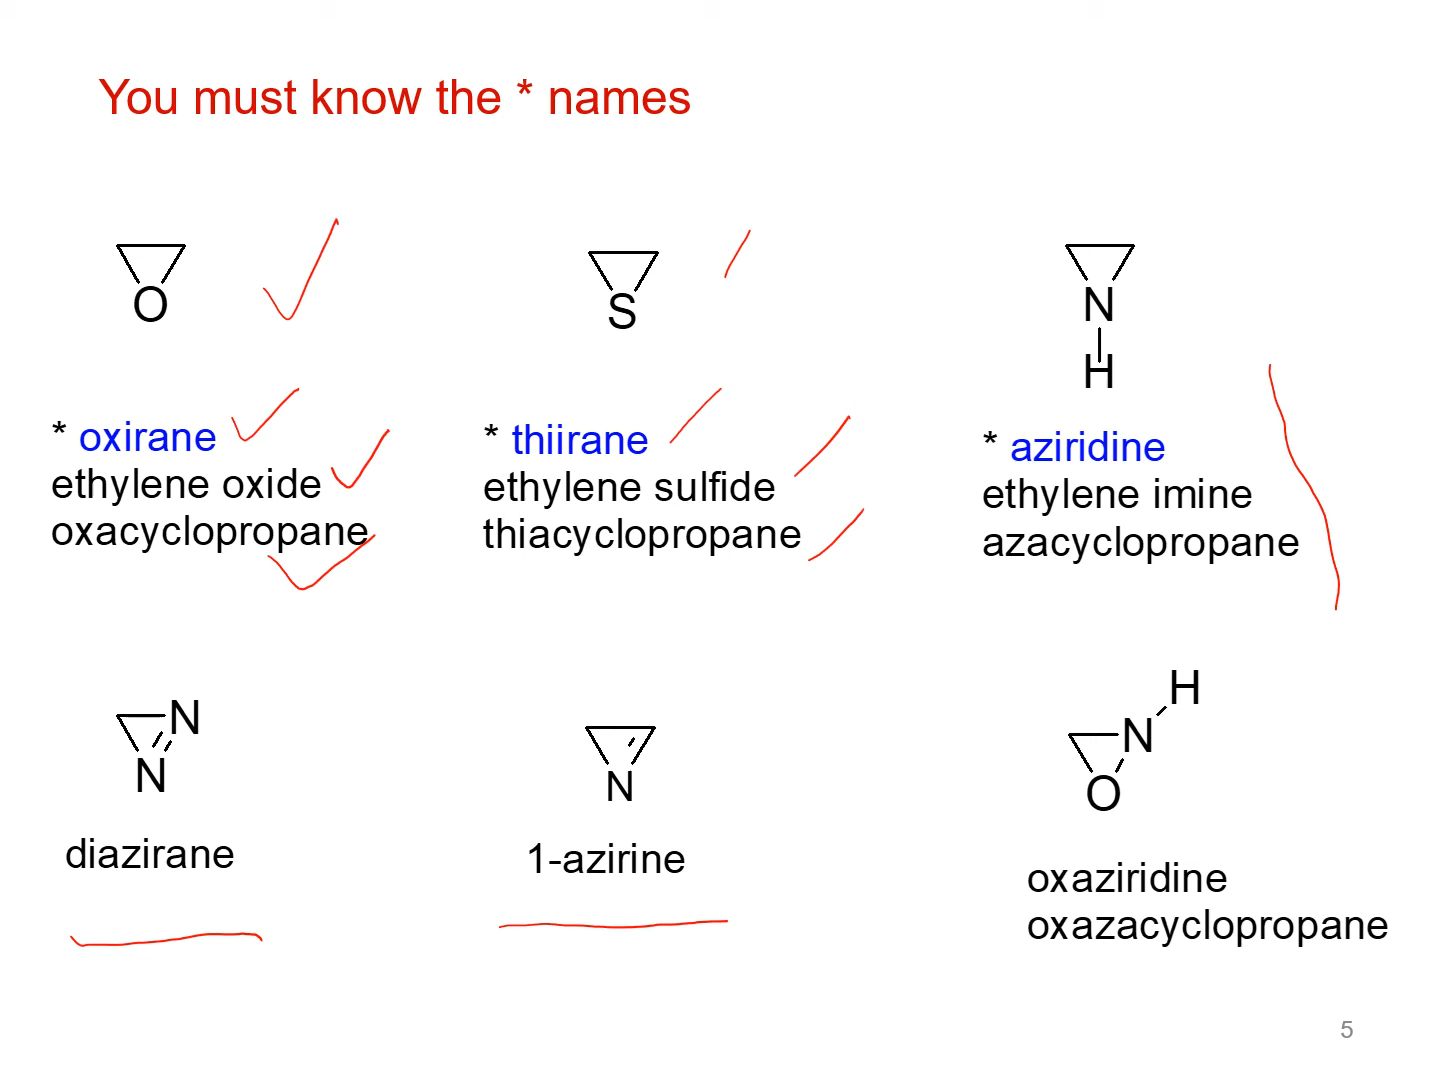 You must know the * names
O
S
N
H
* oxirane
ethylene oxide
oxacyclopropane
* thiirane
ethylene sulfide
thiacyclopropane
* aziridine
ethylene imine
azacyclopropane
N
N
diazirane
N
1-azirine
H
N
O
oxaziridine
oxazacyclopropane
5